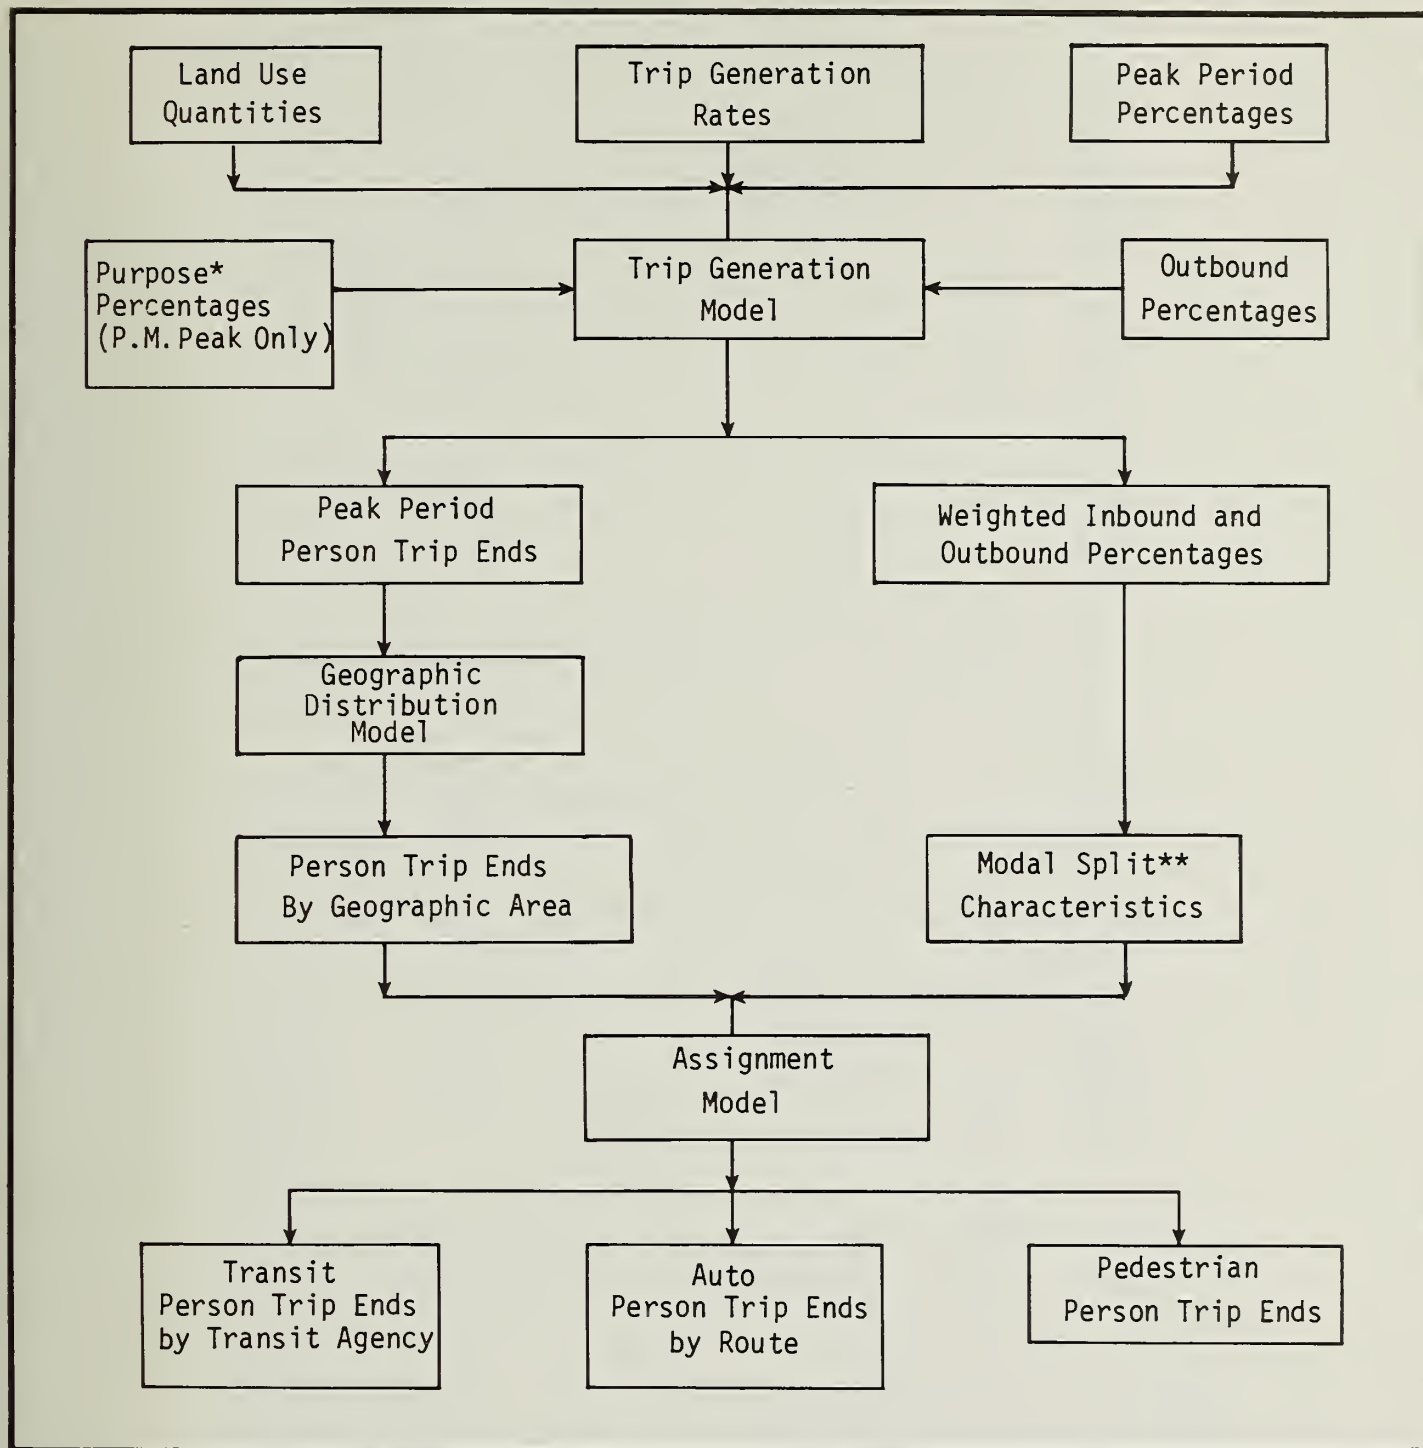 Land Use
Quantities
Trip Generation
Rates
Peak Period
Percentages
Purpose*
Percentages
(P.M. Peak Only)
Trip Generation
Model
Outbound
Percentages
Peak Period
Person Trip Ends
Weighted Inbound and
Outbound Percentages
Geographic
Distribution
Model
Person Trip Ends
By Geographic Area
Modal Split**
Characteristics
Assignment
Model
Transit
Person Trip Ends
by Transit Agency
Auto
Person Trip Ends
by Route
Pedestrian
Person Trip Ends